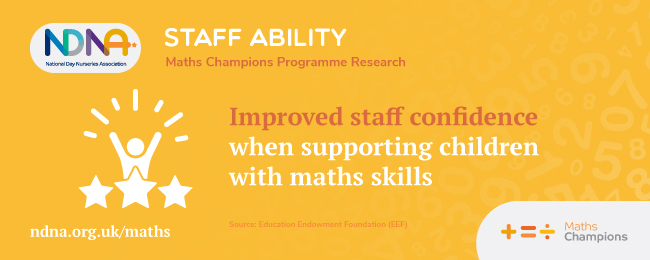 NDNA
National Day Nurseries Association
STAFF ABILITY
Maths Champions Programme Research
Improved staff confidence
when supporting children
with maths skills
ndna.org.uk/maths
Source: Education Endowment Foundation (EEF)
Maths
Champions